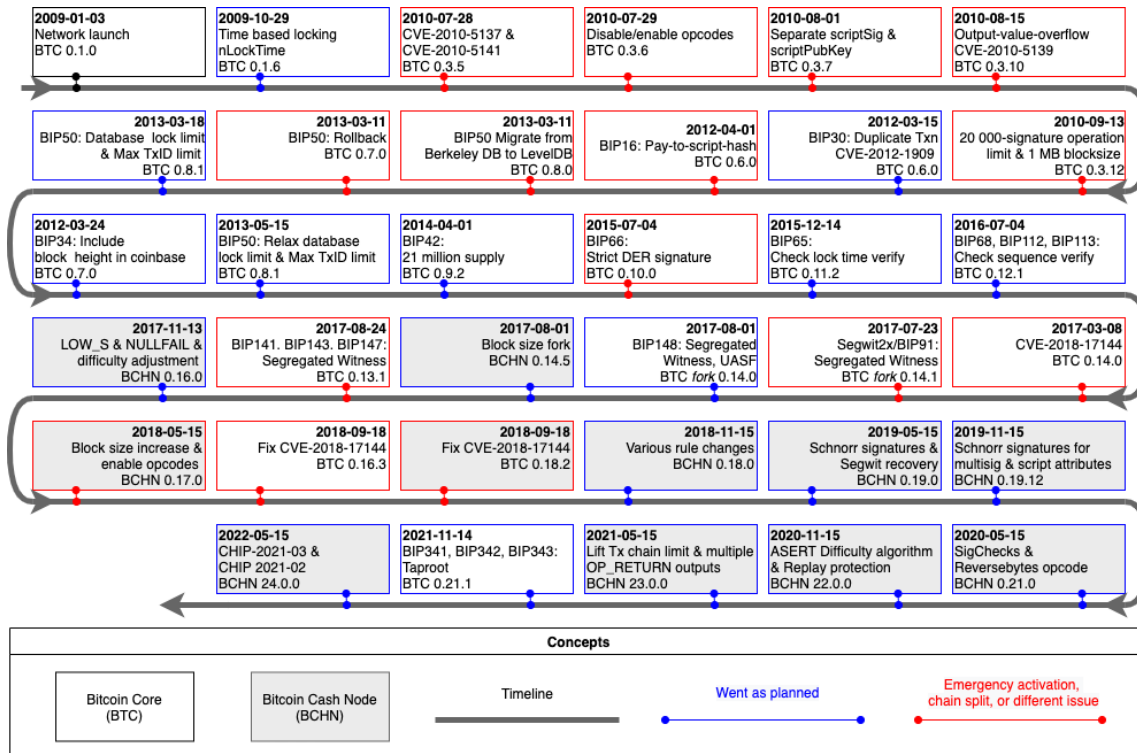 2009-01-03
Network launch
BTC 0.1.0
2009-10-29
Time based locking
nLockTime
BTC 0.1.6
2010-07-28
CVE-2010-5137 &
CVE-2010-5141
BTC 0.3.5
2010-07-29
Disable/enable opcodes
BTC 0.3.6
2010-08-01
Separate scriptSig &
scriptPubKey
BTC 0.3.7
2010-08-15
Output-value-overflow
CVE-2010-5139
BTC 0.3.10
2013-03-18
BIP50: Database lock limit
& Max TxID limit
BTC 0.8.1
2013-03-11
BIP50: Rollback
BTC 0.7.0
2013-03-11
BIP50 Migrate from
Berkeley DB to LevelDB
BTC 0.8.0
2012-04-01
BIP16: Pay-to-script-hash
BTC 0.6.0
2012-03-15
BIP30: Duplicate Txn
CVE-2012-1909
BTC 0.6.0
2010-09-13
20 000-signature operation
limit & 1 MB blocksize
BTC 0.3.12
2012-03-24
BIP34: Include
block height in coinbase
BTC 0.7.0
2013-05-15
BIP50: Relax database
lock limit & Max TxID limit
BTC 0.8.1
2014-04-01
BIP42:
21 million supply
BTC 0.9.2
2015-07-04
BIP66:
Strict DER signature
BTC 0.10.0
2015-12-14
BIP65:
Check lock time verify
BTC 0.11.2
2016-07-04
BIP68, BIP112, BIP113:
Check sequence verify
BTC 0.12.1
2017-11-13
LOW_S & NULLFAIL &
difficulty adjustment
BCHN 0.16.0
2017-08-24
BIP141. BIP143. BIP147:
Segregated Witness
BTC 0.13.1
2017-08-01
Block size fork
BCHN 0.14.5
2017-08-01
BIP148: Segregated
Witness, UASF
BTC fork 0.14.0
2017-07-23
Segwit2x/BIP91:
Segregated Witness
BTC fork 0.14.1
2017-03-08
CVE-2018-17144
BTC 0.14.0
2018-05-15
Block size increase &
enable opcodes
BCHN 0.17.0
2018-09-18
Fix CVE-2018-17144
BTC 0.16.3
2018-09-18
Fix CVE-2018-17144
BTC 0.18.2
2018-11-15
Various rule changes
BCHN 0.18.0
2019-05-15
Schnorr signatures &
Segwit recovery
BCHN 0.19.0
2019-11-15
Schnorr signatures for
multisig & script attributes
BCHN 0.19.12
2022-05-15
CHIP-2021-03 &
CHIP 2021-02
BCHN 24.0.0
2021-11-14
BIP341, BIP342, BIP343:
Taproot
BTC 0.21.1
2021-05-15
Lift Tx chain limit & multiple
OP_RETURN outputs
BCHN 23.0.0
2020-11-15
ASERT Difficulty algorithm
& Replay protection
BCHN 22.0.0
2020-05-15
SigChecks &
Reversebytes opcode
BCHN 0.21.0
Concepts
Bitcoin Core
(BTC)
Bitcoin Cash Node
(BCHN)
Timeline
Went as planned
Emergency activation,
chain split, or different issue